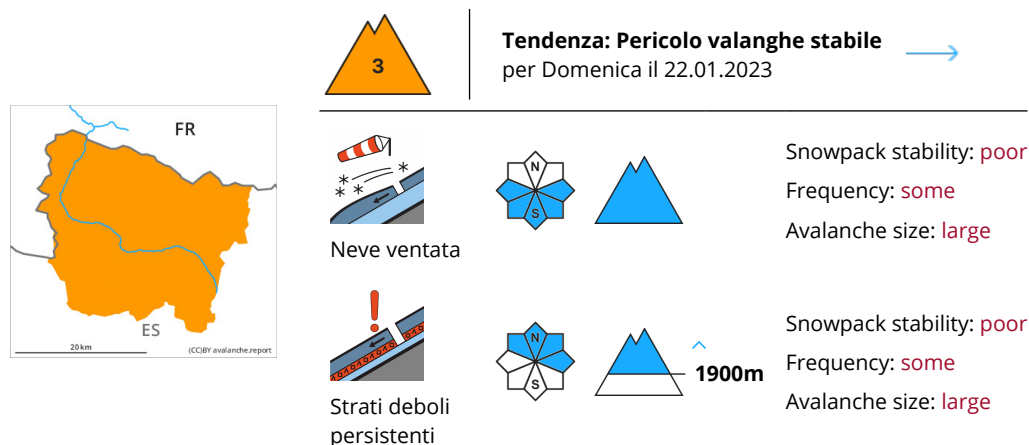 3
Tendenza: Pericolo valanghe stabile
per Domenica il 22.01.2023
FR
ES
20 km
(CC)BY avalanche.report
N
S
Neve ventata
Snowpack stability: poor
Frequency: some
Avalanche size: large
N
S
1900m
Strati deboli
persistenti
Snowpack stability: poor
Frequency: some
Avalanche size: large